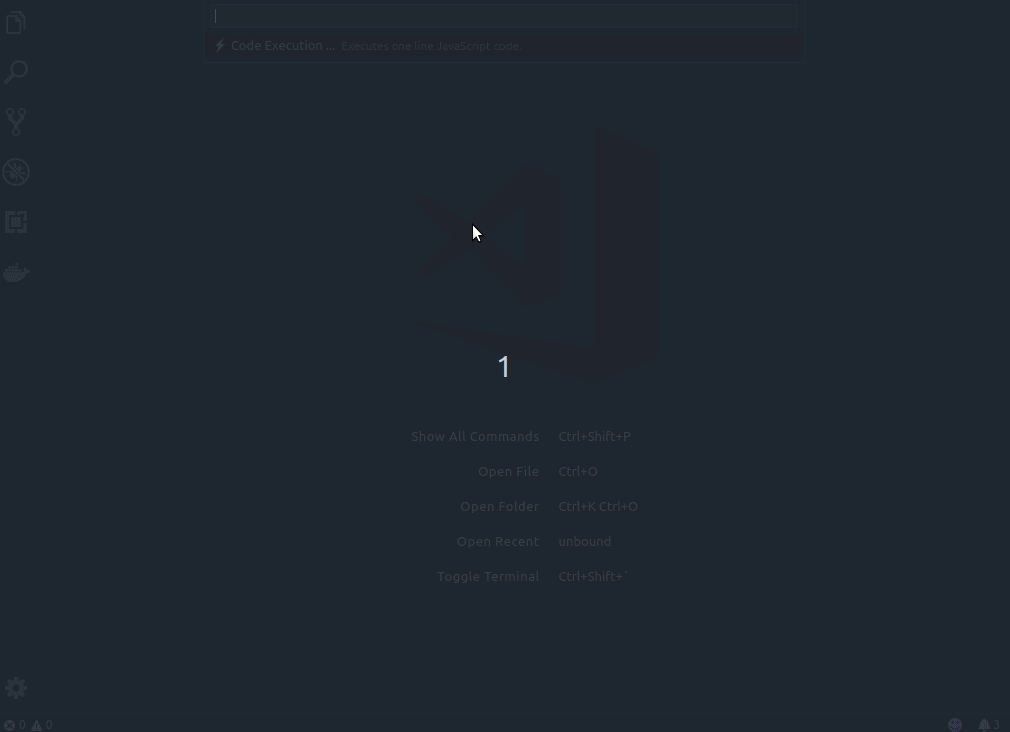 Code Execution ... Executes one line JavaScript code.
1
Show All Commands Ctrl+Shift+P
Open File Ctrl+O
Open Folder Ctrl+K Ctrl+O
Open Recent unbound
Toggle Terminal Ctrl+Shift+`
0 0 3